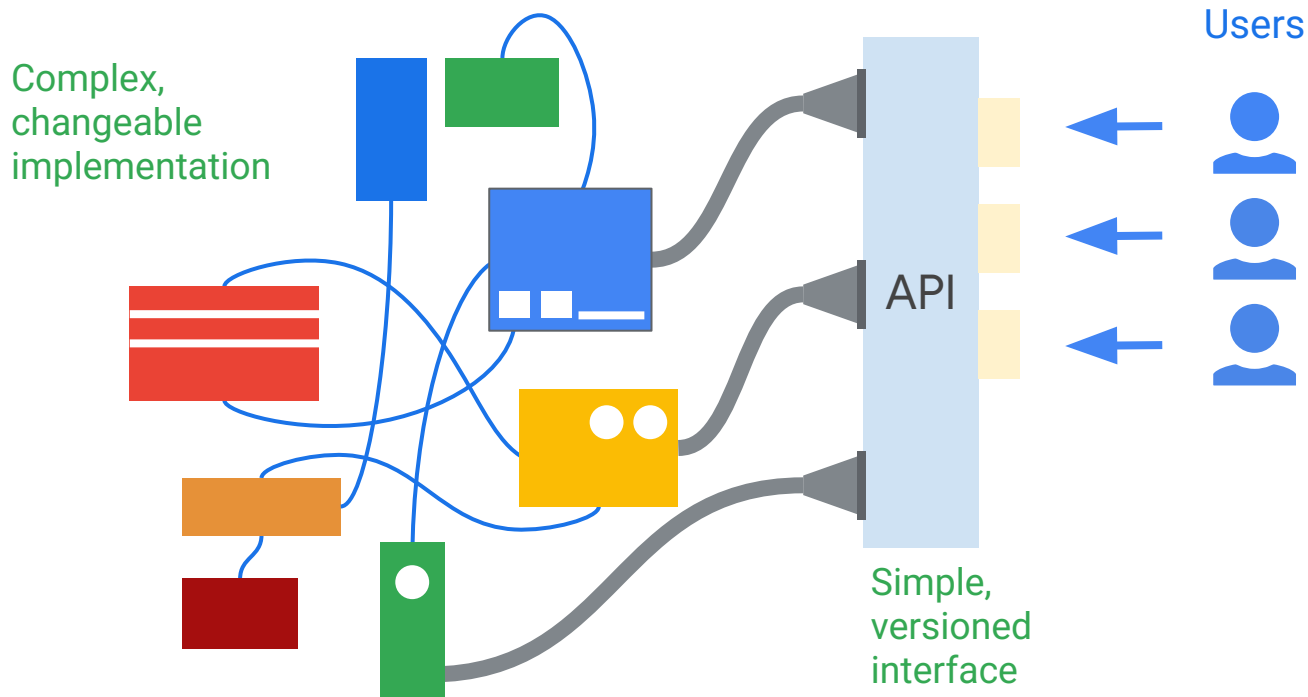 Users
Complex,
changeable
implementation
API
Simple,
versioned
interface